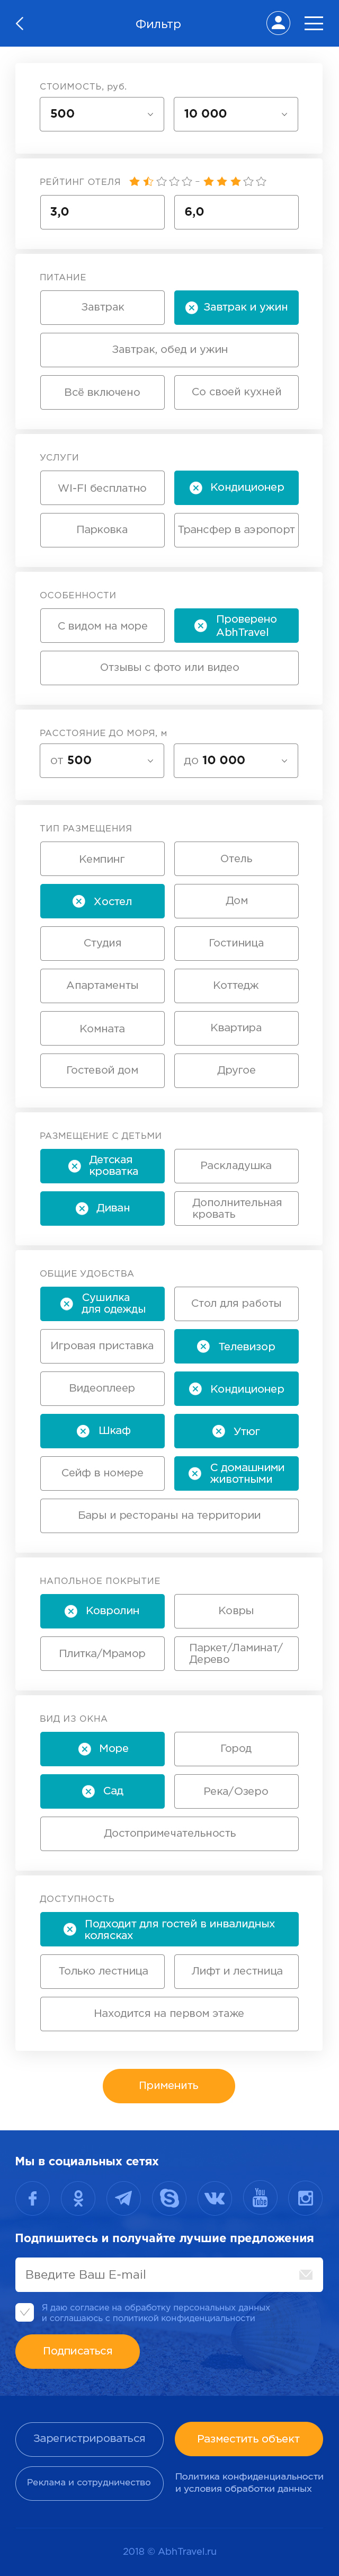 Фильтр
СТОИМОСТЬ, руб.
500 10 000
РЕЙТИНГ ОТЕЛЯ –
3,0 6,0
ПИТАНИЕ
Завтрак Завтрак и ужин
Завтрак, обед и ужин
Всё включено Со своей кухней
УСЛУГИ
WI-FI бесплатно Кондиционер
Парковка Трансфер в аэропорт
ОСОБЕННОСТИ
С видом на море Проверено
AbhTravel
Отзывы с фото или видео
РАССТОЯНИЕ ДО МОРЯ, м
от 500 до 10 000
ТИП РАЗМЕЩЕНИЯ
Кемпинг Отель
Хостел Дом
Студия Гостиница
Апартаменты Коттедж
Комната Квартира
Гостевой дом Другое
РАЗМЕЩЕНИЕ С ДЕТЬМИ
Детская
кроватка
Раскладушка
Диван
Дополнительная
кровать
ОБЩИЕ УДОБСТВА
Сушилка
для одежды
Стол для работы
Игровая приставка Телевизор
Видеоплеер Кондиционер
Шкаф Утюг
Сейф в номере
С домашними
животными
Бары и рестораны на территории
НАПОЛЬНОЕ ПОКРЫТИЕ
Ковролин Ковры
Плитка/Мрамор
Паркет/Ламинат/
Дерево
ВИД ИЗ ОКНА
Море Город
Сад Река/Озеро
Достопримечательность
ДОСТУПНОСТЬ
Подходит для гостей в инвалидных
колясках
Только лестница Лифт и лестница
Находится на первом этаже
Применить
Мы в социальных сетях
You
Tube
Подпишитесь и получайте лучшие предложения
Введите Ваш E-mail
Я даю согласие на обработку персональных данных
и соглашаюсь с политикой конфиденциальности
Подписаться
Зарегистрироваться Разместить объект
Реклама и сотрудничество
Политика конфиденциальности
и условия обработки данных
2018 © AbhTravel.ru